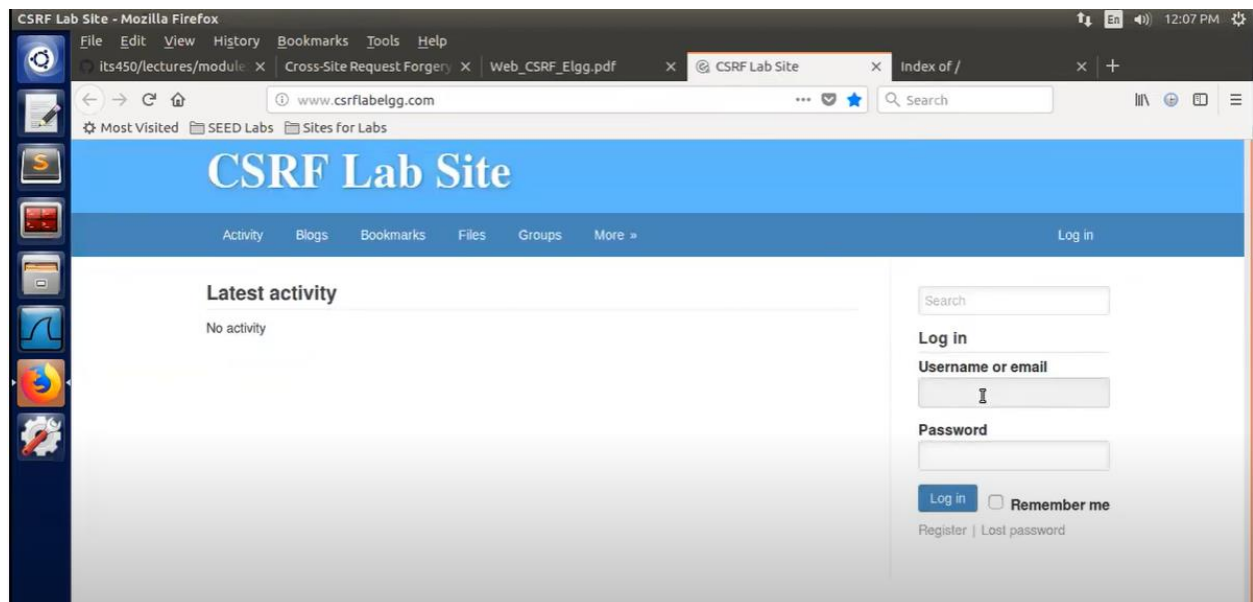 CSRF Lab Site - Mozilla Firefox
En 12:07 PM
File Edit View History Bookmarks Tools Help
its450/lectures/module
Cross-Site Request Forgery
Web_CSRF_Elgg.pdf
CSRF Lab Site
Index of /
www.csrflabelgg.com
Search
Most Visited SEED Labs Sites for Labs
CSRF Lab Site
Activity Blogs Bookmarks Files Groups More » Log in
Latest activity
No activity
Search
Log in
Username or email
Password
Log in Remember me
Register | Lost password